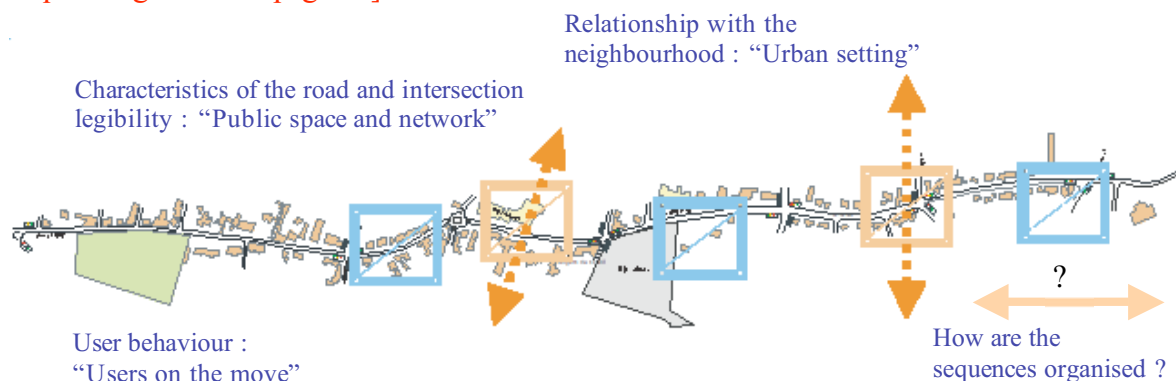 Relationship with the
neighbourhood : “Urban setting”
Characteristics of the road and intersection
legibility : “Public space and network”
?
User behaviour :
“Users on the move”
How are the
sequences organised ?